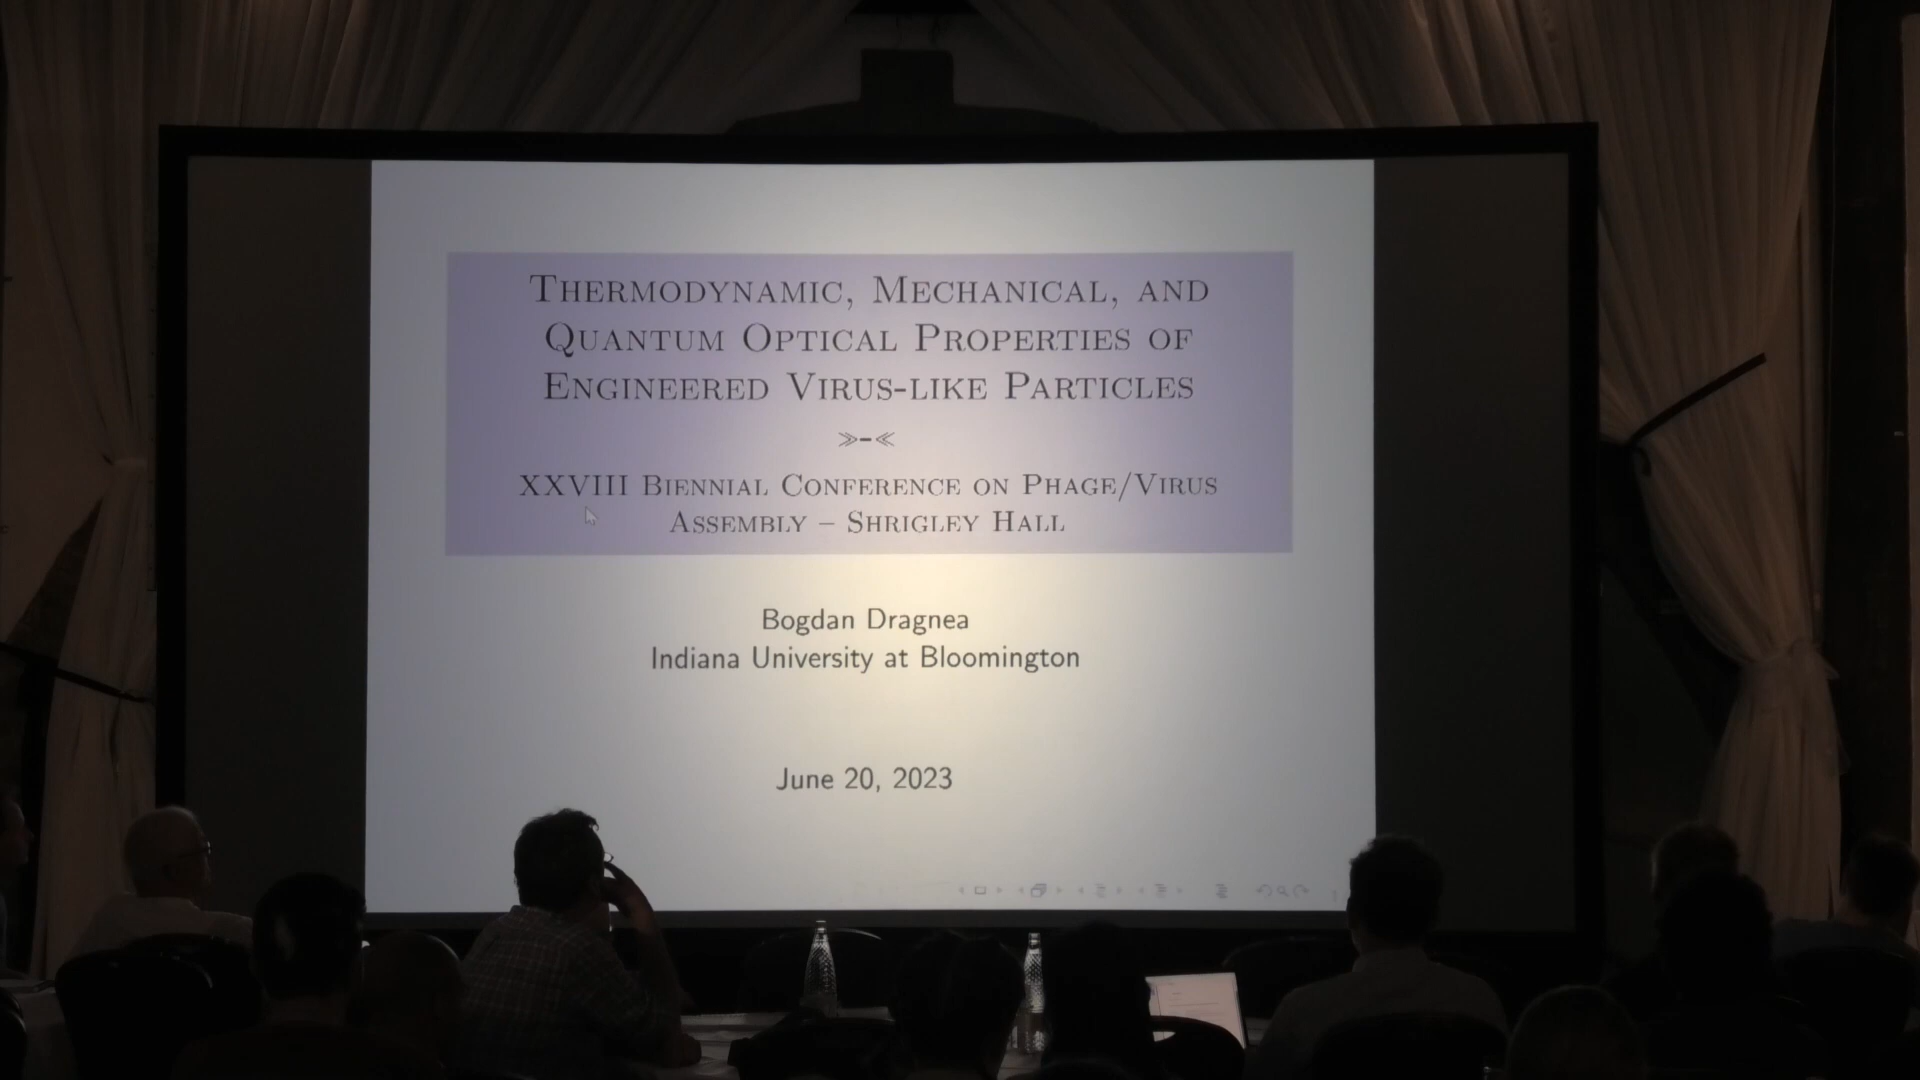 Thermodynamic, Mechanical, and
Quantum Optical Properties of
Engineered Virus-like Particles
XXVIII Biennial Conference on Phage/Virus
Assembly – Shrigley Hall
Bogdan Dragnea
Indiana University at Bloomington
June 20, 2023